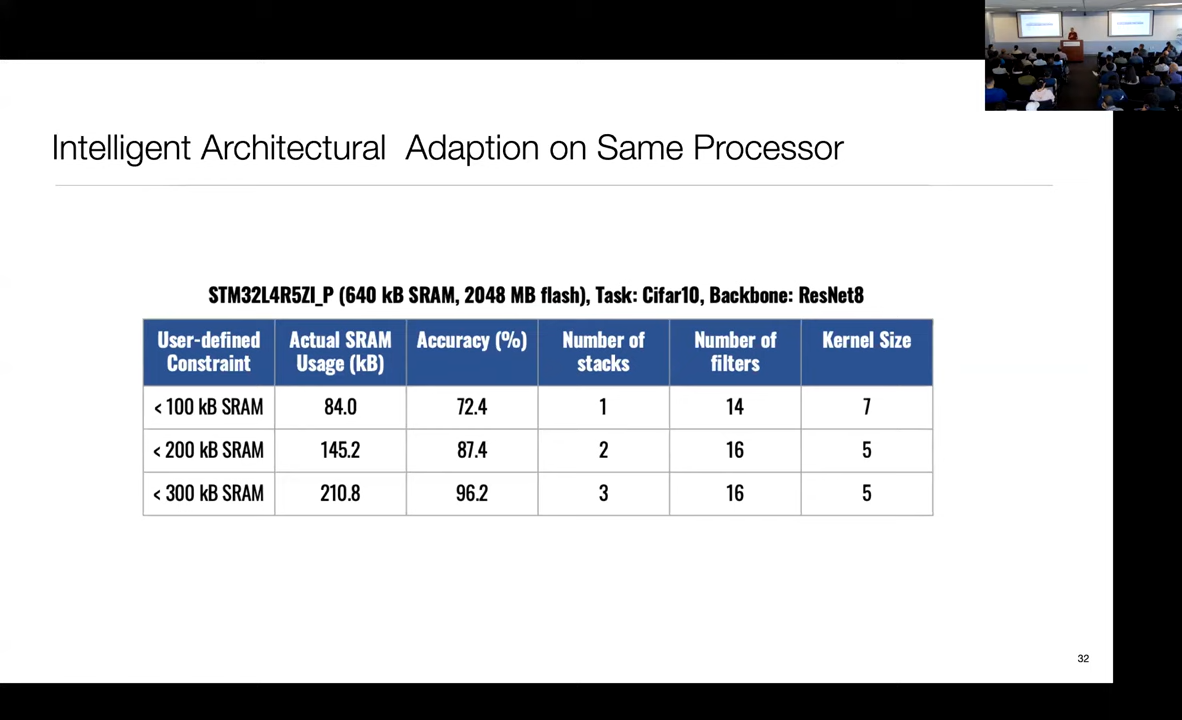 Intelligent Architectural Adaption on Same Processor
STM32L4R5ZI_P (640 kB SRAM, 2048 MB flash), Task: Cifar10, Backbone: ResNet8
User-defined Constraint Actual SRAM Usage (kB) Accuracy (%) Number of stacks Number of filters Kernel Size
< 100 kB SRAM 84.0 72.4 1 14 7
< 200 kB SRAM 145.2 87.4 2 16 5
< 300 kB SRAM 210.8 96.2 3 16 5
32